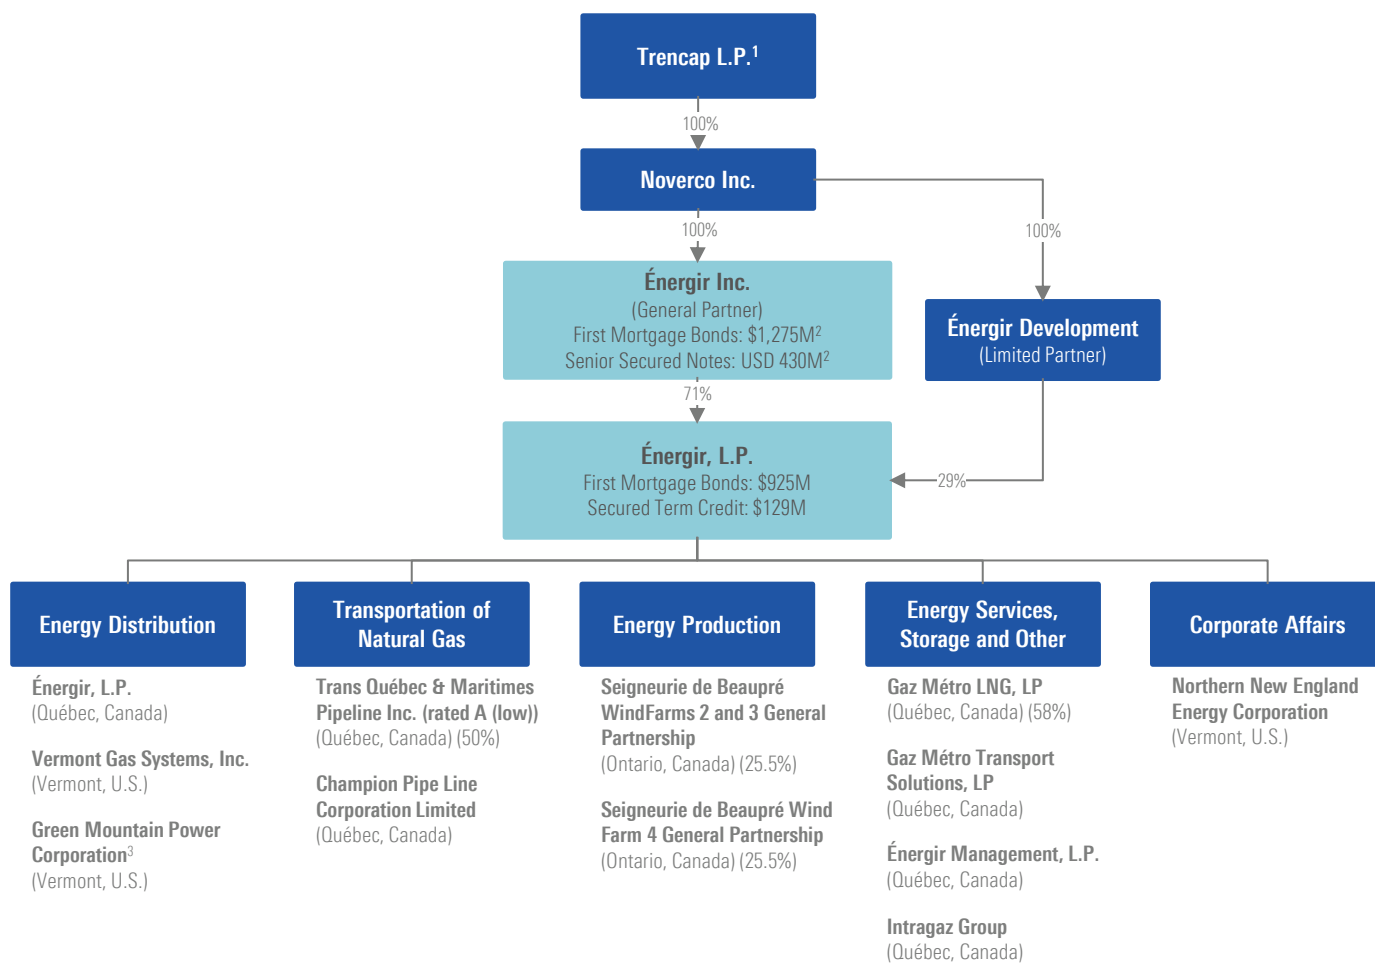 Trencap L.P.¹
100%
Noverco Inc.
100%
100%
Énergir Inc.
(General Partner)
First Mortgage Bonds: $1,275M²
Senior Secured Notes: USD 430M²
Énergir Development
(Limited Partner)
71%
Énergir, L.P.
First Mortgage Bonds: $925M
Secured Term Credit: $129M
29%
Energy Distribution
Énergir, L.P.
(Québec, Canada)
Vermont Gas Systems, Inc.
(Vermont, U.S.)
Green Mountain Power
Corporation³
(Vermont, U.S.)
Transportation of
Natural Gas
Trans Québec & Maritimes
Pipeline Inc. (rated A (low))
(Québec, Canada) (50%)
Champion Pipe Line
Corporation Limited
(Québec, Canada)
Energy Production
Seigneurie de Beaupré
WindFarms 2 and 3 General
Partnership
(Ontario, Canada) (25.5%)
Seigneurie de Beaupré Wind
Farm 4 General Partnership
(Ontario, Canada) (25.5%)
Energy Services,
Storage and Other
Gaz Métro LNG, LP
(Québec, Canada) (58%)
Gaz Métro Transport
Solutions, LP
(Québec, Canada)
Énergir Management, L.P.
(Québec, Canada)
Intragaz Group
(Québec, Canada)
Corporate Affairs
Northern New England
Energy Corporation
(Vermont, U.S.)